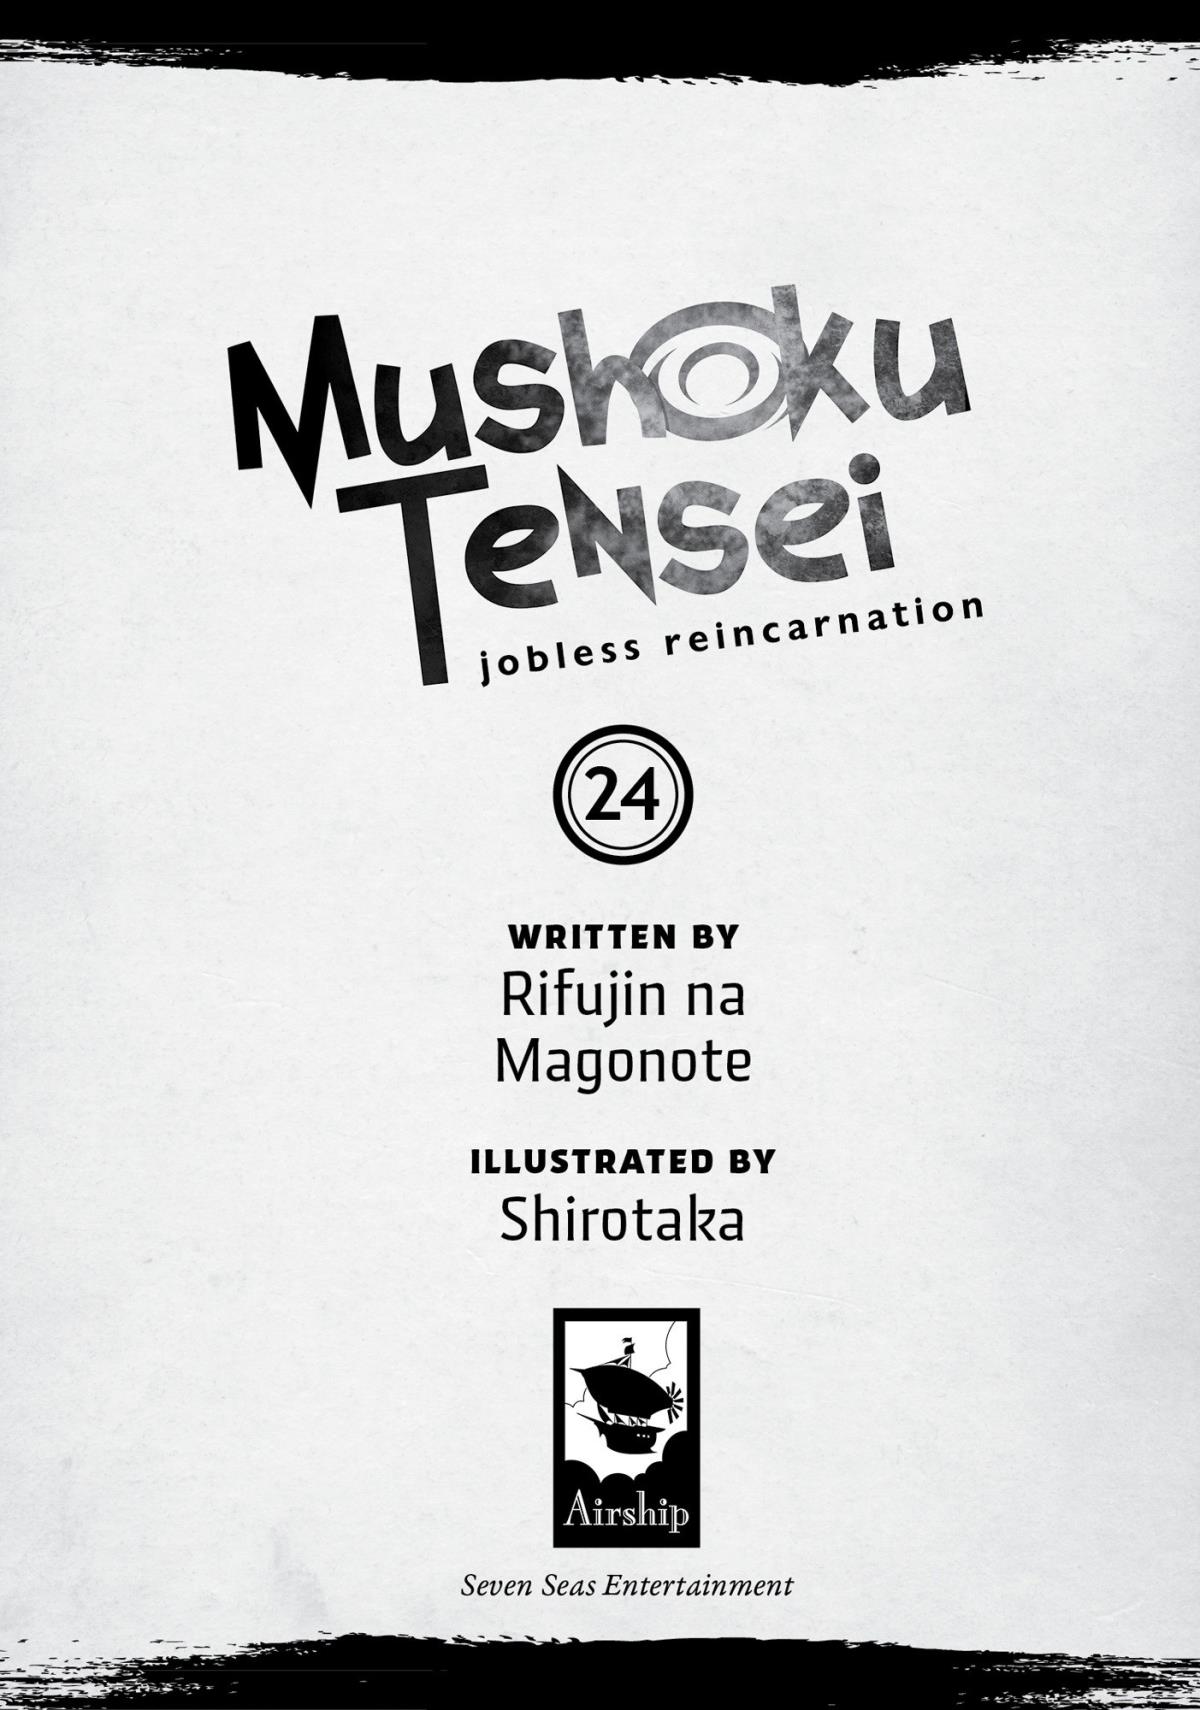 Mushoku
Tensei
jobless reincarnation
24
WRITTEN BY
Rifujin na
Magonote
ILLUSTRATED BY
Shirotaka
Airship
Seven Seas Entertainment